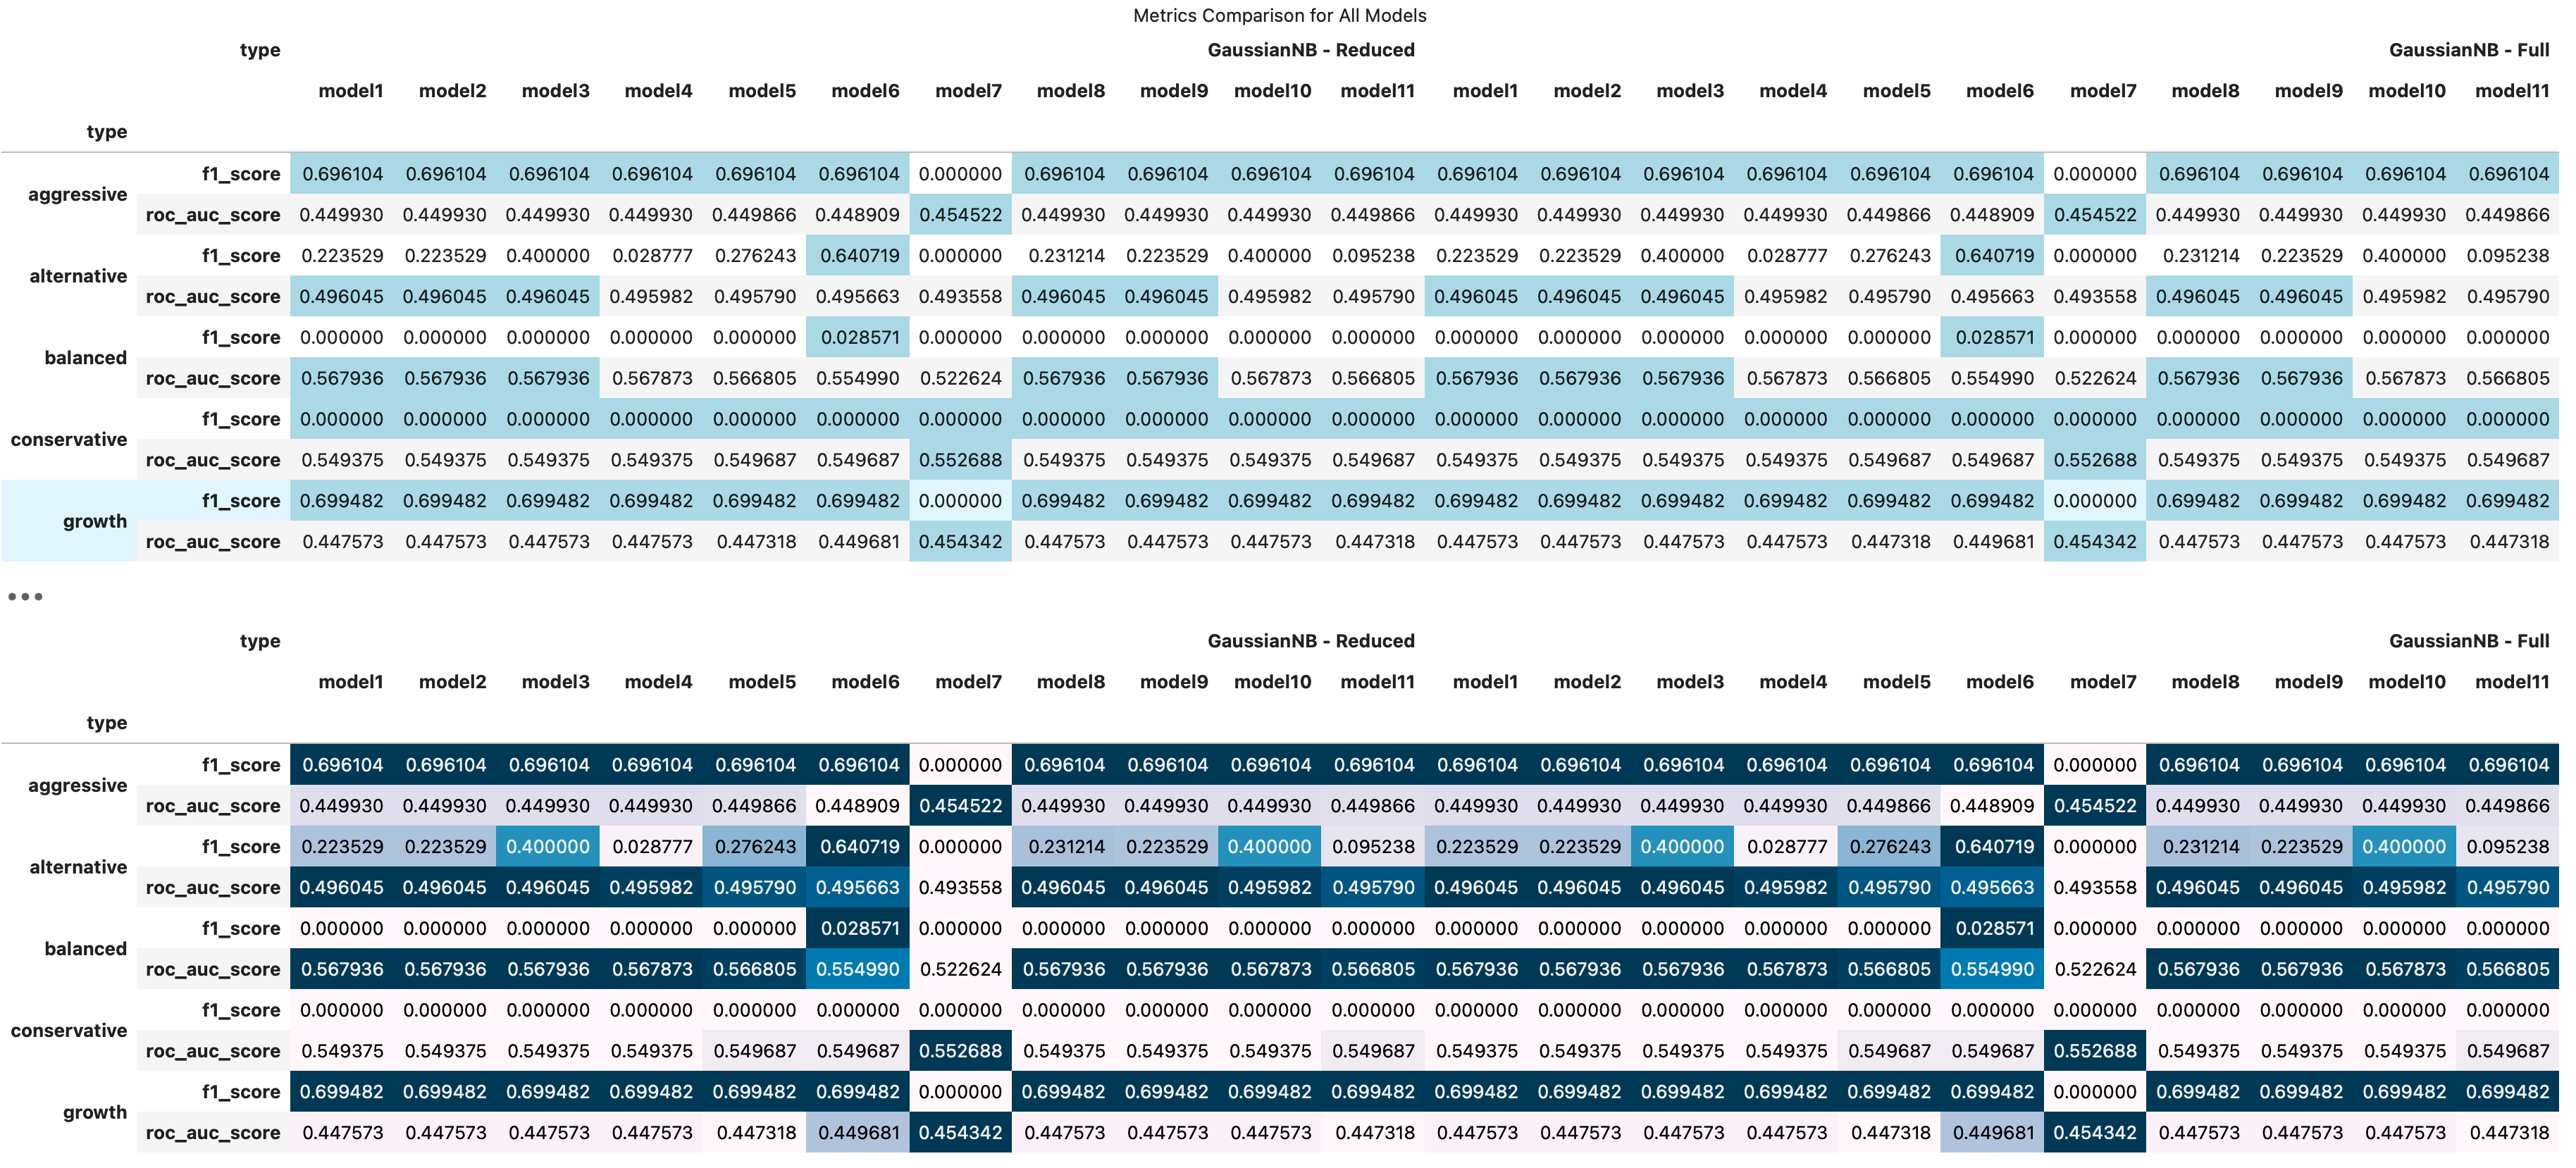 Metrics Comparison for All Models
type GaussianNB - Reduced GaussianNB - Full
model1 model2 model3 model4 model5 model6 model7 model8 model9 model10 model11 model1 model2 model3 model4 model5 model6 model7 model8 model9 model10 model11
type
aggressive f1_score 0.696104 0.696104 0.696104 0.696104 0.696104 0.696104 0.000000 0.696104 0.696104 0.696104 0.696104 0.696104 0.696104 0.696104 0.696104 0.696104 0.696104 0.000000 0.696104 0.696104 0.696104 0.696104
roc_auc_score 0.449930 0.449930 0.449930 0.449930 0.449866 0.448909 0.454522 0.449930 0.449930 0.449930 0.449866 0.449930 0.449930 0.449930 0.449930 0.449866 0.448909 0.454522 0.449930 0.449930 0.449930 0.449866
alternative f1_score 0.223529 0.223529 0.400000 0.028777 0.276243 0.640719 0.000000 0.231214 0.223529 0.400000 0.095238 0.223529 0.223529 0.400000 0.028777 0.276243 0.640719 0.000000 0.231214 0.223529 0.400000 0.095238
roc_auc_score 0.496045 0.496045 0.496045 0.495982 0.495790 0.495663 0.493558 0.496045 0.496045 0.495982 0.495790 0.496045 0.496045 0.496045 0.495982 0.495790 0.495663 0.493558 0.496045 0.496045 0.495982 0.495790
balanced f1_score 0.000000 0.000000 0.000000 0.000000 0.000000 0.028571 0.000000 0.000000 0.000000 0.000000 0.000000 0.000000 0.000000 0.000000 0.000000 0.000000 0.028571 0.000000 0.000000 0.000000 0.000000 0.000000
roc_auc_score 0.567936 0.567936 0.567936 0.567873 0.566805 0.554990 0.522624 0.567936 0.567936 0.567873 0.566805 0.567936 0.567936 0.567936 0.567873 0.566805 0.554990 0.522624 0.567936 0.567936 0.567873 0.566805
conservative f1_score 0.000000 0.000000 0.000000 0.000000 0.000000 0.000000 0.000000 0.000000 0.000000 0.000000 0.000000 0.000000 0.000000 0.000000 0.000000 0.000000 0.000000 0.000000 0.000000 0.000000 0.000000 0.000000
roc_auc_score 0.549375 0.549375 0.549375 0.549375 0.549687 0.549687 0.552688 0.549375 0.549375 0.549375 0.549687 0.549375 0.549375 0.549375 0.549375 0.549687 0.549687 0.552688 0.549375 0.549375 0.549375 0.549687
growth f1_score 0.699482 0.699482 0.699482 0.699482 0.699482 0.699482 0.000000 0.699482 0.699482 0.699482 0.699482 0.699482 0.699482 0.699482 0.699482 0.699482 0.699482 0.000000 0.699482 0.699482 0.699482 0.699482
roc_auc_score 0.447573 0.447573 0.447573 0.447573 0.447318 0.449681 0.454342 0.447573 0.447573 0.447573 0.447318 0.447573 0.447573 0.447573 0.447573 0.447318 0.449681 0.454342 0.447573 0.447573 0.447573 0.447318
type GaussianNB - Reduced GaussianNB - Full
model1 model2 model3 model4 model5 model6 model7 model8 model9 model10 model11 model1 model2 model3 model4 model5 model6 model7 model8 model9 model10 model11
type
aggressive f1_score 0.696104 0.696104 0.696104 0.696104 0.696104 0.696104 0.000000 0.696104 0.696104 0.696104 0.696104 0.696104 0.696104 0.696104 0.696104 0.696104 0.696104 0.000000 0.696104 0.696104 0.696104 0.696104
roc_auc_score 0.449930 0.449930 0.449930 0.449930 0.449866 0.448909 0.454522 0.449930 0.449930 0.449930 0.449866 0.449930 0.449930 0.449930 0.449930 0.449866 0.448909 0.454522 0.449930 0.449930 0.449930 0.449866
alternative f1_score 0.223529 0.223529 0.400000 0.028777 0.276243 0.640719 0.000000 0.231214 0.223529 0.400000 0.095238 0.223529 0.223529 0.400000 0.028777 0.276243 0.640719 0.000000 0.231214 0.223529 0.400000 0.095238
roc_auc_score 0.496045 0.496045 0.496045 0.495982 0.495790 0.495663 0.493558 0.496045 0.496045 0.495982 0.495790 0.496045 0.496045 0.496045 0.495982 0.495790 0.495663 0.493558 0.496045 0.496045 0.495982 0.495790
balanced f1_score 0.000000 0.000000 0.000000 0.000000 0.000000 0.028571 0.000000 0.000000 0.000000 0.000000 0.000000 0.000000 0.000000 0.000000 0.000000 0.000000 0.028571 0.000000 0.000000 0.000000 0.000000 0.000000
roc_auc_score 0.567936 0.567936 0.567936 0.567873 0.566805 0.554990 0.522624 0.567936 0.567936 0.567873 0.566805 0.567936 0.567936 0.567936 0.567873 0.566805 0.554990 0.522624 0.567936 0.567936 0.567873 0.566805
conservative f1_score 0.000000 0.000000 0.000000 0.000000 0.000000 0.000000 0.000000 0.000000 0.000000 0.000000 0.000000 0.000000 0.000000 0.000000 0.000000 0.000000 0.000000 0.000000 0.000000 0.000000 0.000000 0.000000
roc_auc_score 0.549375 0.549375 0.549375 0.549375 0.549687 0.549687 0.552688 0.549375 0.549375 0.549375 0.549687 0.549375 0.549375 0.549375 0.549375 0.549687 0.549687 0.552688 0.549375 0.549375 0.549375 0.549687
growth f1_score 0.699482 0.699482 0.699482 0.699482 0.699482 0.699482 0.000000 0.699482 0.699482 0.699482 0.699482 0.699482 0.699482 0.699482 0.699482 0.699482 0.699482 0.000000 0.699482 0.699482 0.699482 0.699482
roc_auc_score 0.447573 0.447573 0.447573 0.447573 0.447318 0.449681 0.454342 0.447573 0.447573 0.447573 0.447318 0.447573 0.447573 0.447573 0.447573 0.447318 0.449681 0.454342 0.447573 0.447573 0.447573 0.447318